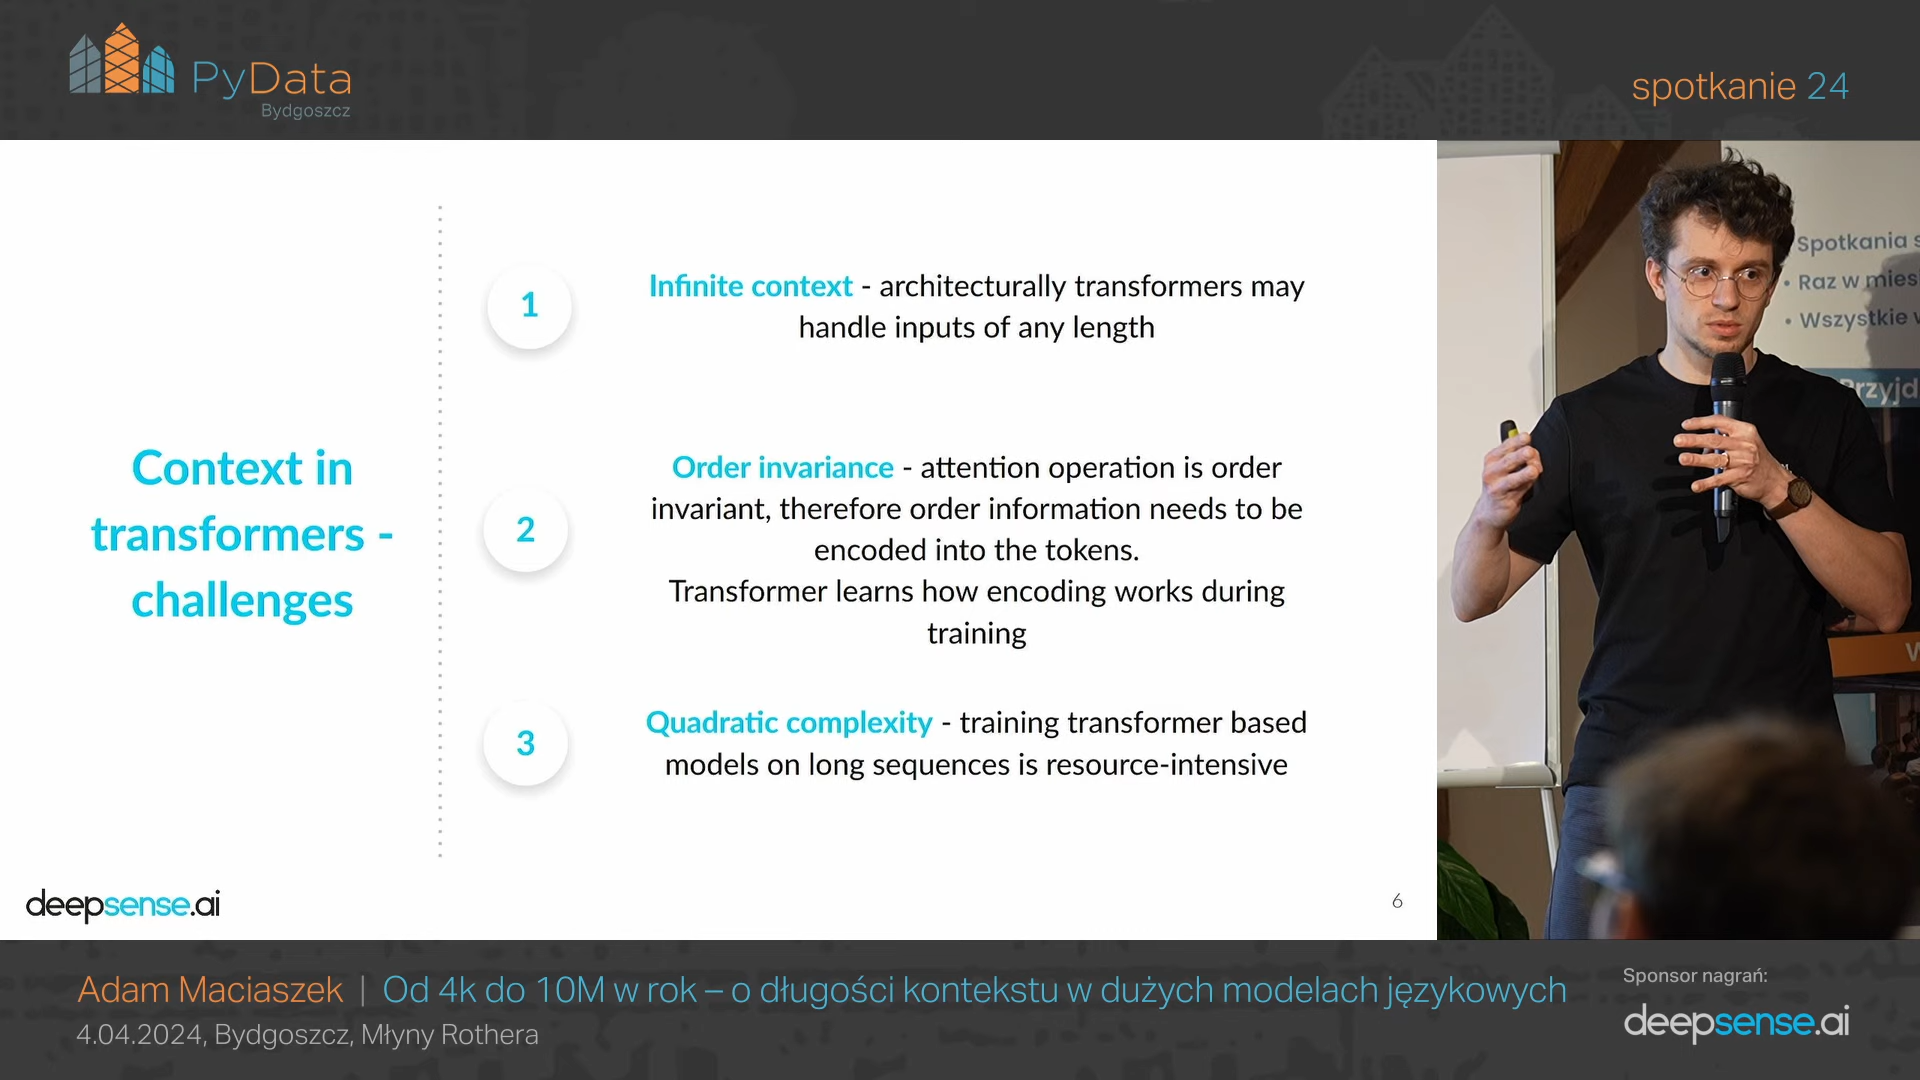 PyData
Bydgoszcz
spotkanie 24
Context in
transformers -
challenges
1
Infinite context - architecturally transformers may
handle inputs of any length
2
Order invariance - attention operation is order
invariant, therefore order information needs to be
encoded into the tokens.
Transformer learns how encoding works during
training
3
Quadratic complexity - training transformer based
models on long sequences is resource-intensive
deepsense.ai
6
Spotkania
• Raz w
• Wszystkie
Adam Maciaszek | Od 4k do 10M w rok – o długości kontekstu w dużych modelach językowych
4.04.2024, Bydgoszcz, Młyny Rothera
Sponsor nagrań:
deepsense.ai